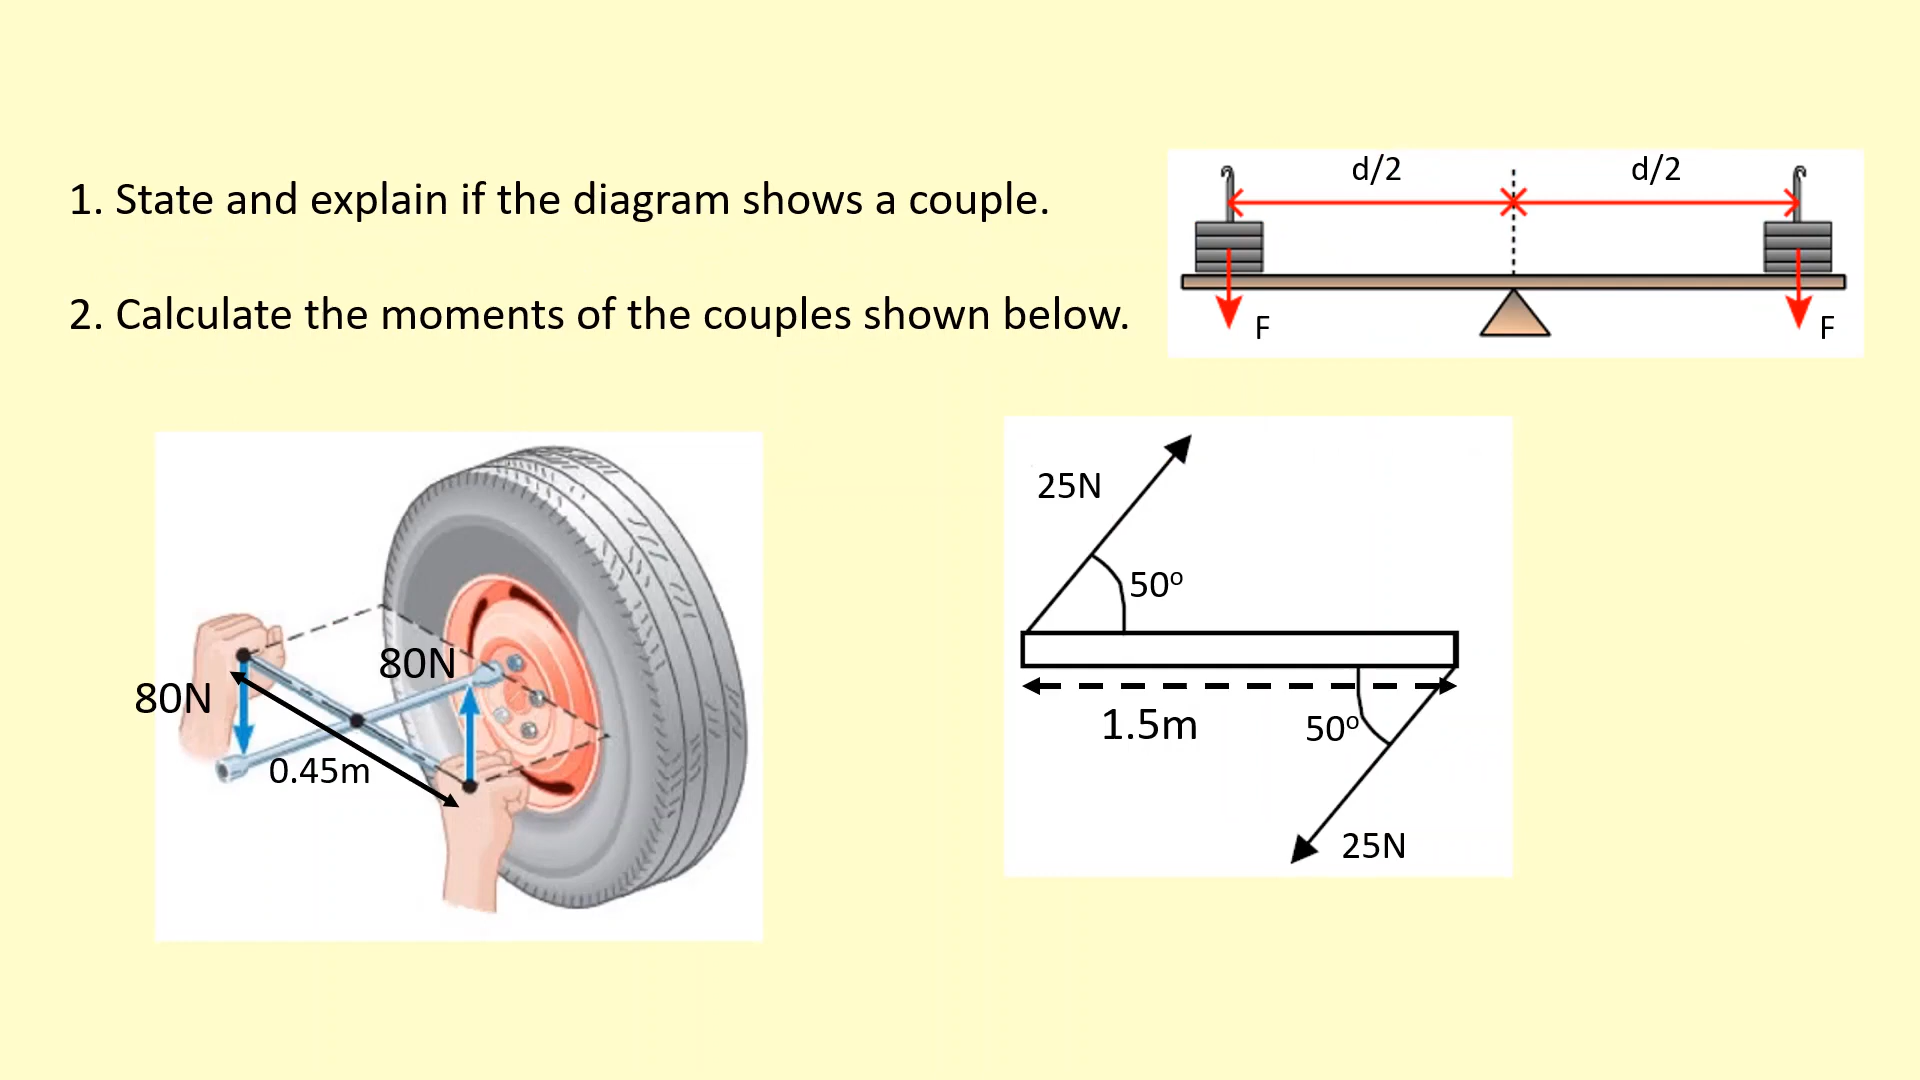 1. State and explain if the diagram shows a couple.
2. Calculate the moments of the couples shown below.
d/2
d/2
F
F
80N
80N
0.45m
25N
50º
1.5m
50º
25N